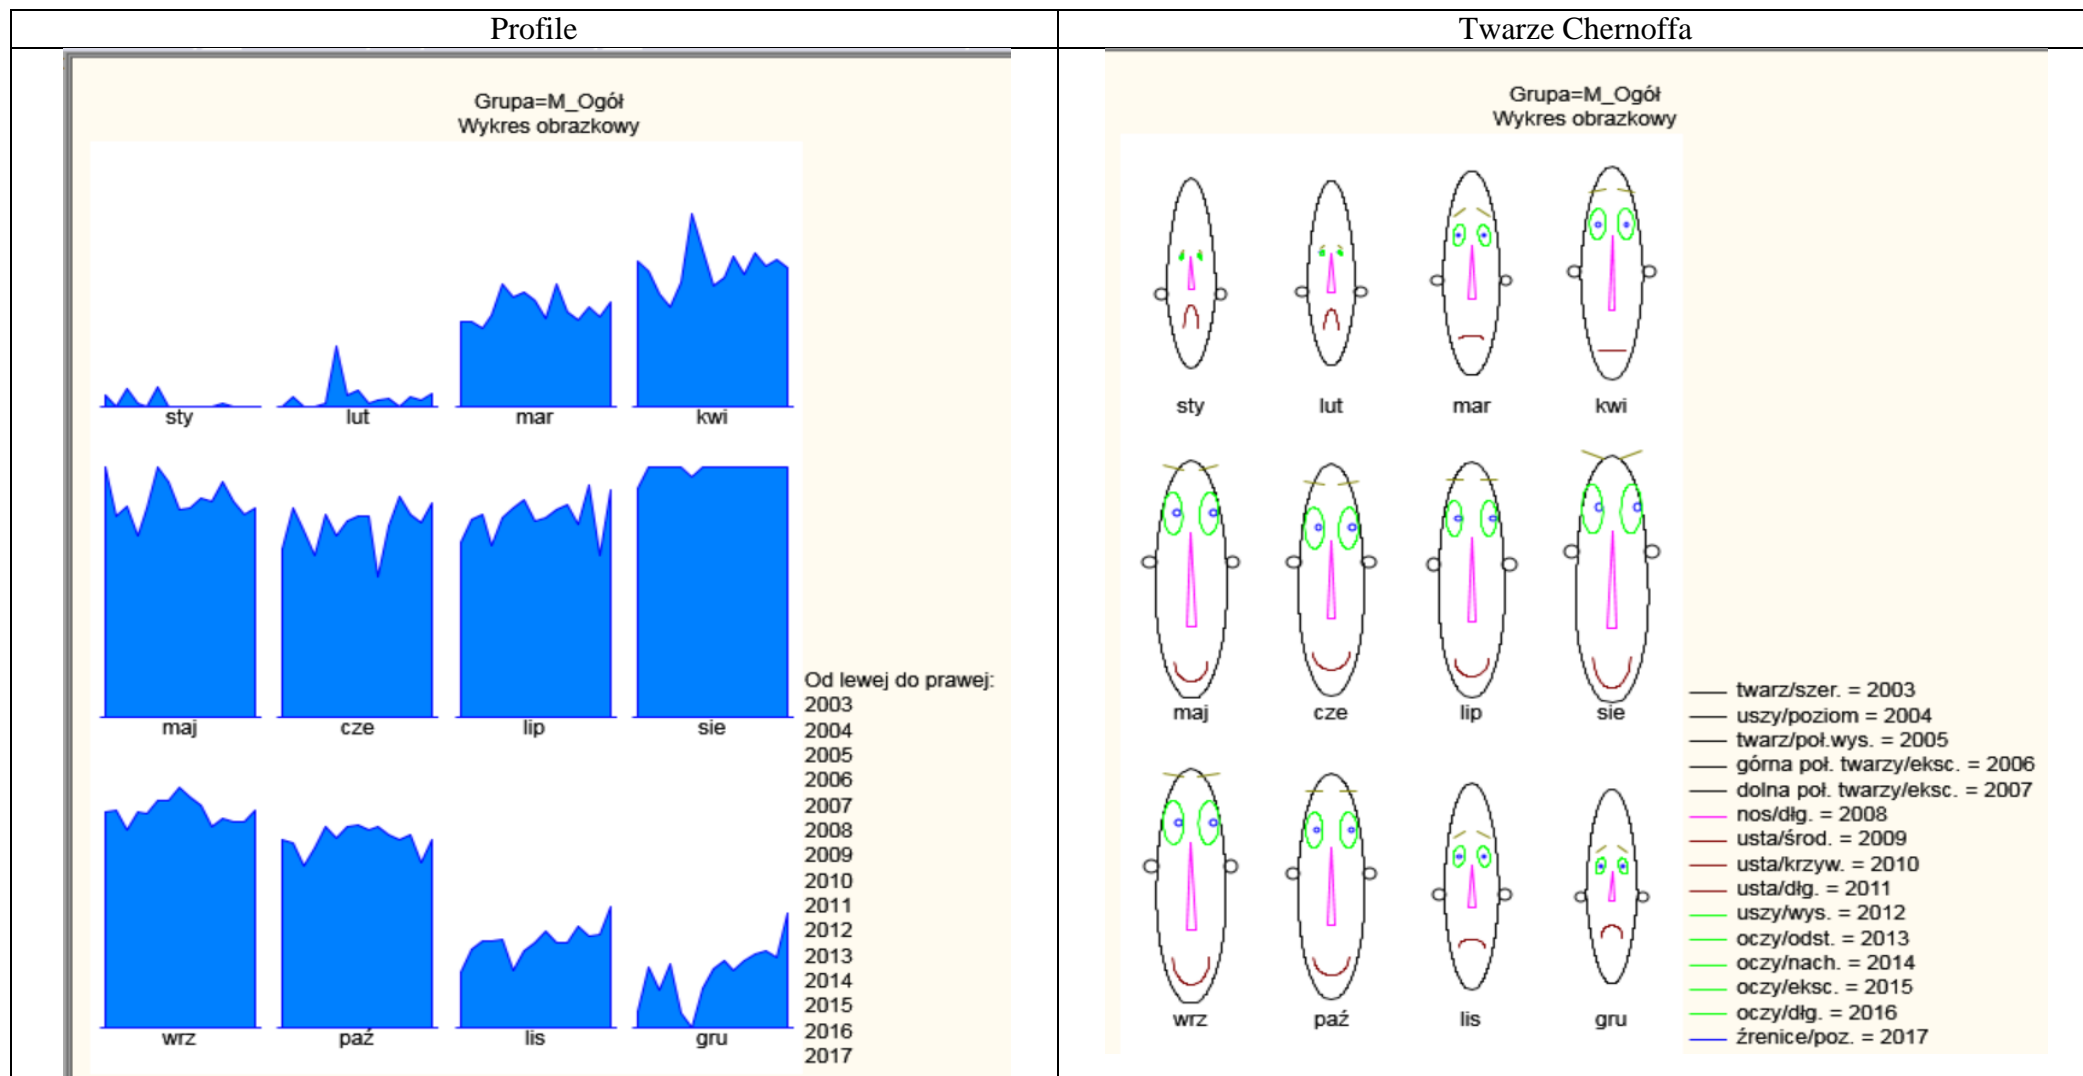 Profile
Grupa=M_Ogół
Wykres obrazkowy
sty lut mar kwi
maj cze lip sie
wrz paź lis gru
Od lewej do prawej:
2003
2004
2005
2006
2007
2008
2009
2010
2011
2012
2013
2014
2015
2016
2017
Twarze Chernoffa
Grupa=M_Ogół
Wykres obrazkowy
sty lut mar kwi
maj cze lip sie
wrz paź lis gru
twarz/szer. = 2003
uszy/poziom = 2004
twarz/poł.wys. = 2005
górna poł. twarzy/eksc. = 2006
dolna poł. twarzy/eksc. = 2007
nos/dłg. = 2008
usta/środ. = 2009
usta/krzyw. = 2010
usta/dłg. = 2011
uszy/wys. = 2012
oczy/odst. = 2013
oczy/nach. = 2014
oczy/eksc. = 2015
oczy/dłg. = 2016
źrenice/poz. = 2017